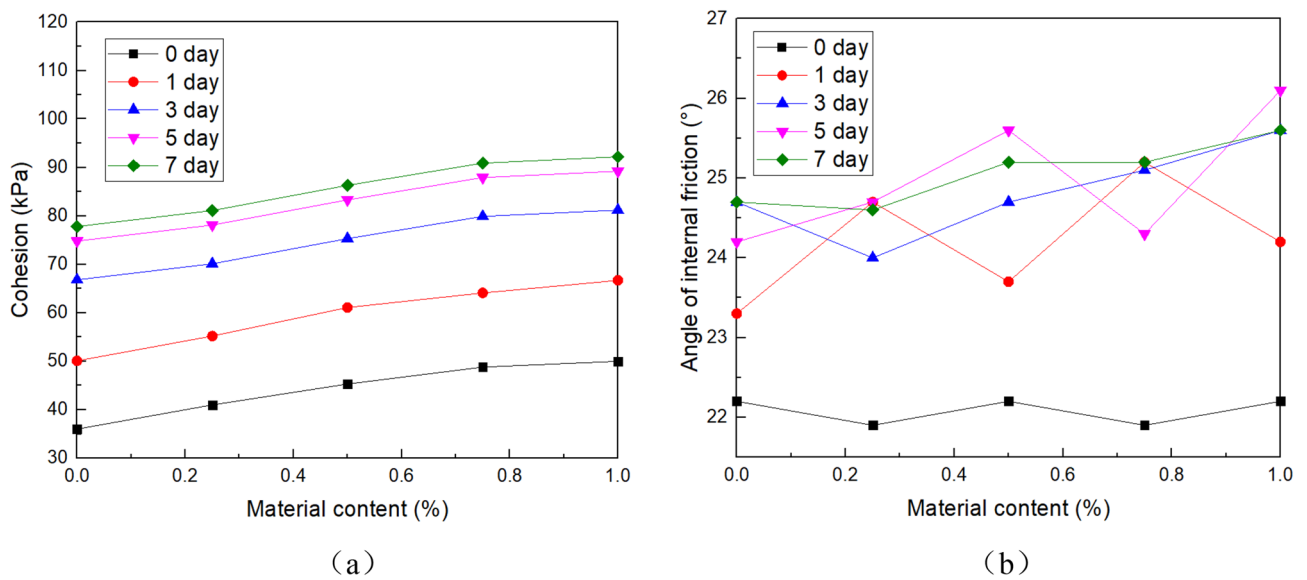 120
110
100
90
80
70
60
50
40
30
Cohesion (kPa)
0 day
1 day
3 day
5 day
7 day
0.0 0.2 0.4 0.6 0.8 1.0
Material content (%)
(a)
27
26
25
24
23
22
Angle of internal friction (°)
0 day
1 day
3 day
5 day
7 day
0.0 0.2 0.4 0.6 0.8 1.0
Material content (%)
(b)